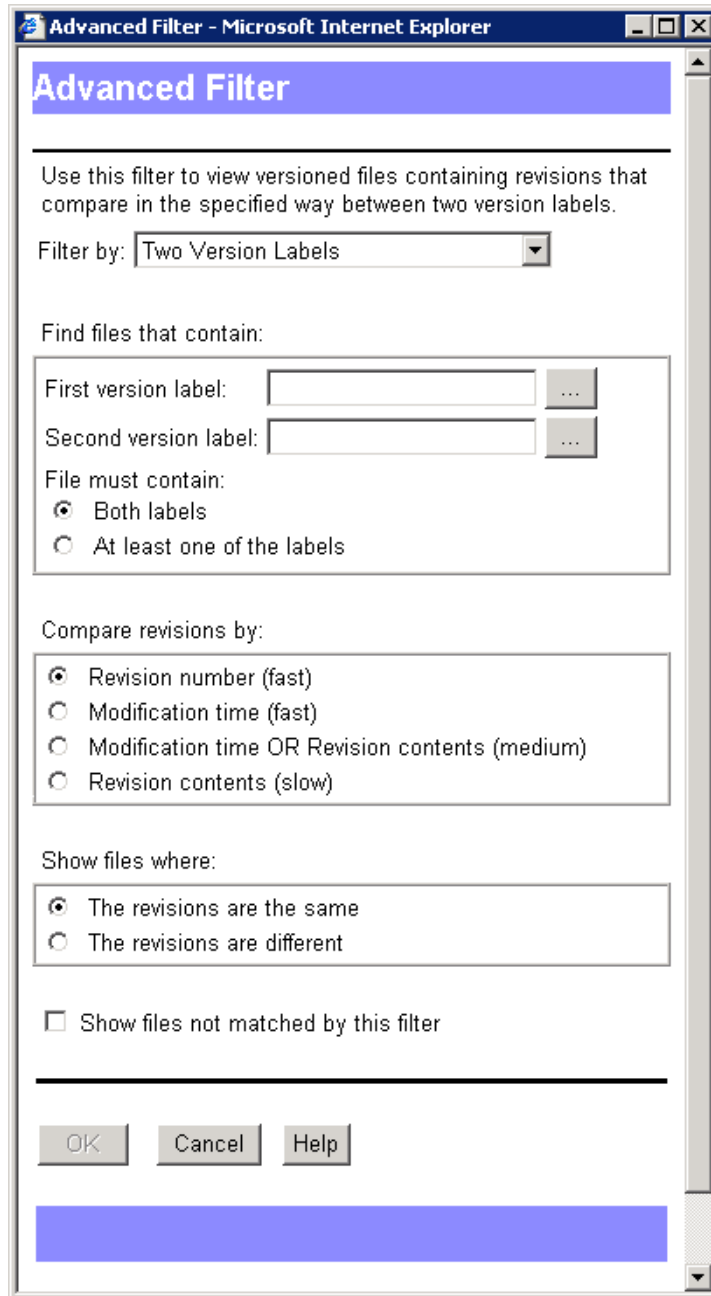 Advanced Filter - Microsoft Internet Explorer
Advanced Filter
Use this filter to view versioned files containing revisions that
compare in the specified way between two version labels.
Filter by: Two Version Labels
Find files that contain:
First version label: ...
Second version label: ...
File must contain:
Both labels
At least one of the labels
Compare revisions by:
Revision number (fast)
Modification time (fast)
Modification time OR Revision contents (medium)
Revision contents (slow)
Show files where:
The revisions are the same
The revisions are different
Show files not matched by this filter
OK Cancel Help